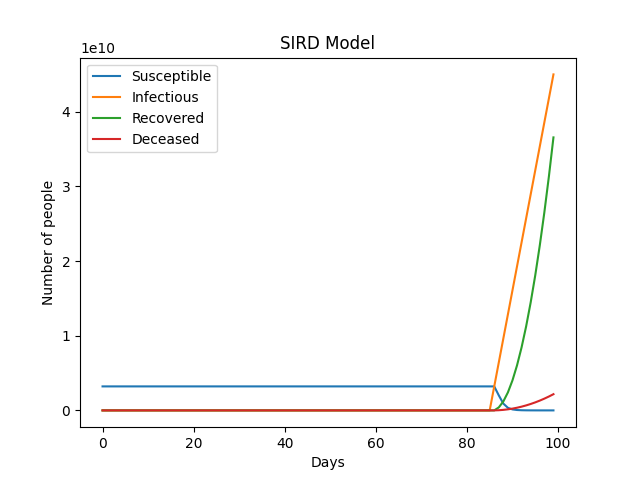 SIRD Model
1e10
Susceptible
Infectious
Recovered
Deceased
Number of people
4
3
2
1
0
0 20 40 60 80 100
Days